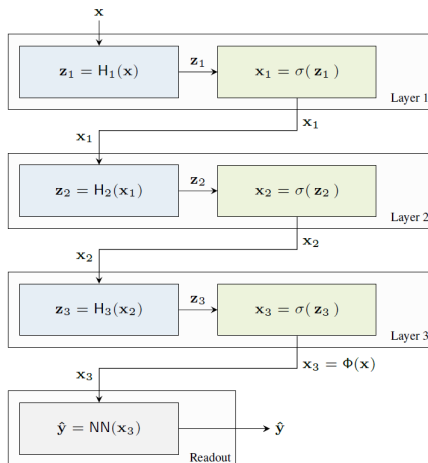 x
z₁ = H₁(x)
z₁
x₁ = σ( z₁ )
Layer 1
x₁
x₁
z₂ = H₂(x₁)
z₂
x₂ = σ( z₂ )
Layer 2
x₂
x₂
z₃ = H₃(x₂)
z₃
x₃ = σ( z₃ )
Layer 3
x₃ = Φ(x)
x₃
ŷ = NN(x₃)
ŷ
Readout